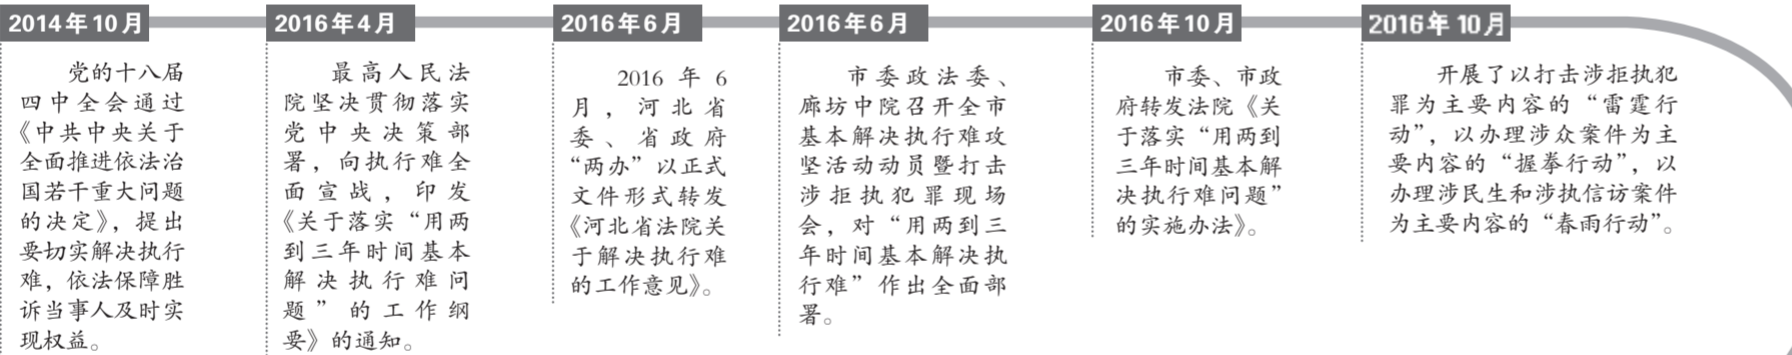 2014年10月
党的十八届
四中全会通过
《中共中央关于
全面推进依法治
国若干重大问题
的决定》，提出
要切实解决执行
难，依法保障胜
诉当事人及时实
现权益。
2016年4月
最高人民法
院坚决贯彻落实
党中央决策部
署，向执行难全
面宣战，印发
《关于落实“用两
到三年时间基本
解决执行难问
题”的工作纲
要》的通知。
2016年6月
2016年6
月，河北省
委、省政府
“两办”以正式
文件形式转发
《河北省法院关
于解决执行难
的工作意见》。
2016年6月
市委政法委、
廊坊中院召开全市
基本解决执行难攻
坚活动动员暨打击
涉拒执犯罪现场
会，对“用两到三
年时间基本解决执
行难”作出全面部
署。
2016年10月
市委、市政
府转发法院《关
于落实“用两到
三年时间基本解
决执行难问题”
的实施办法》。
2016年10月
开展了以打击涉拒执犯
罪为主要内容的“雷霆行
动”，以办理涉众案件为主
要内容的“握拳行动”，以
办理涉民生和涉执信访案件
为主要内容的“春雨行动”。